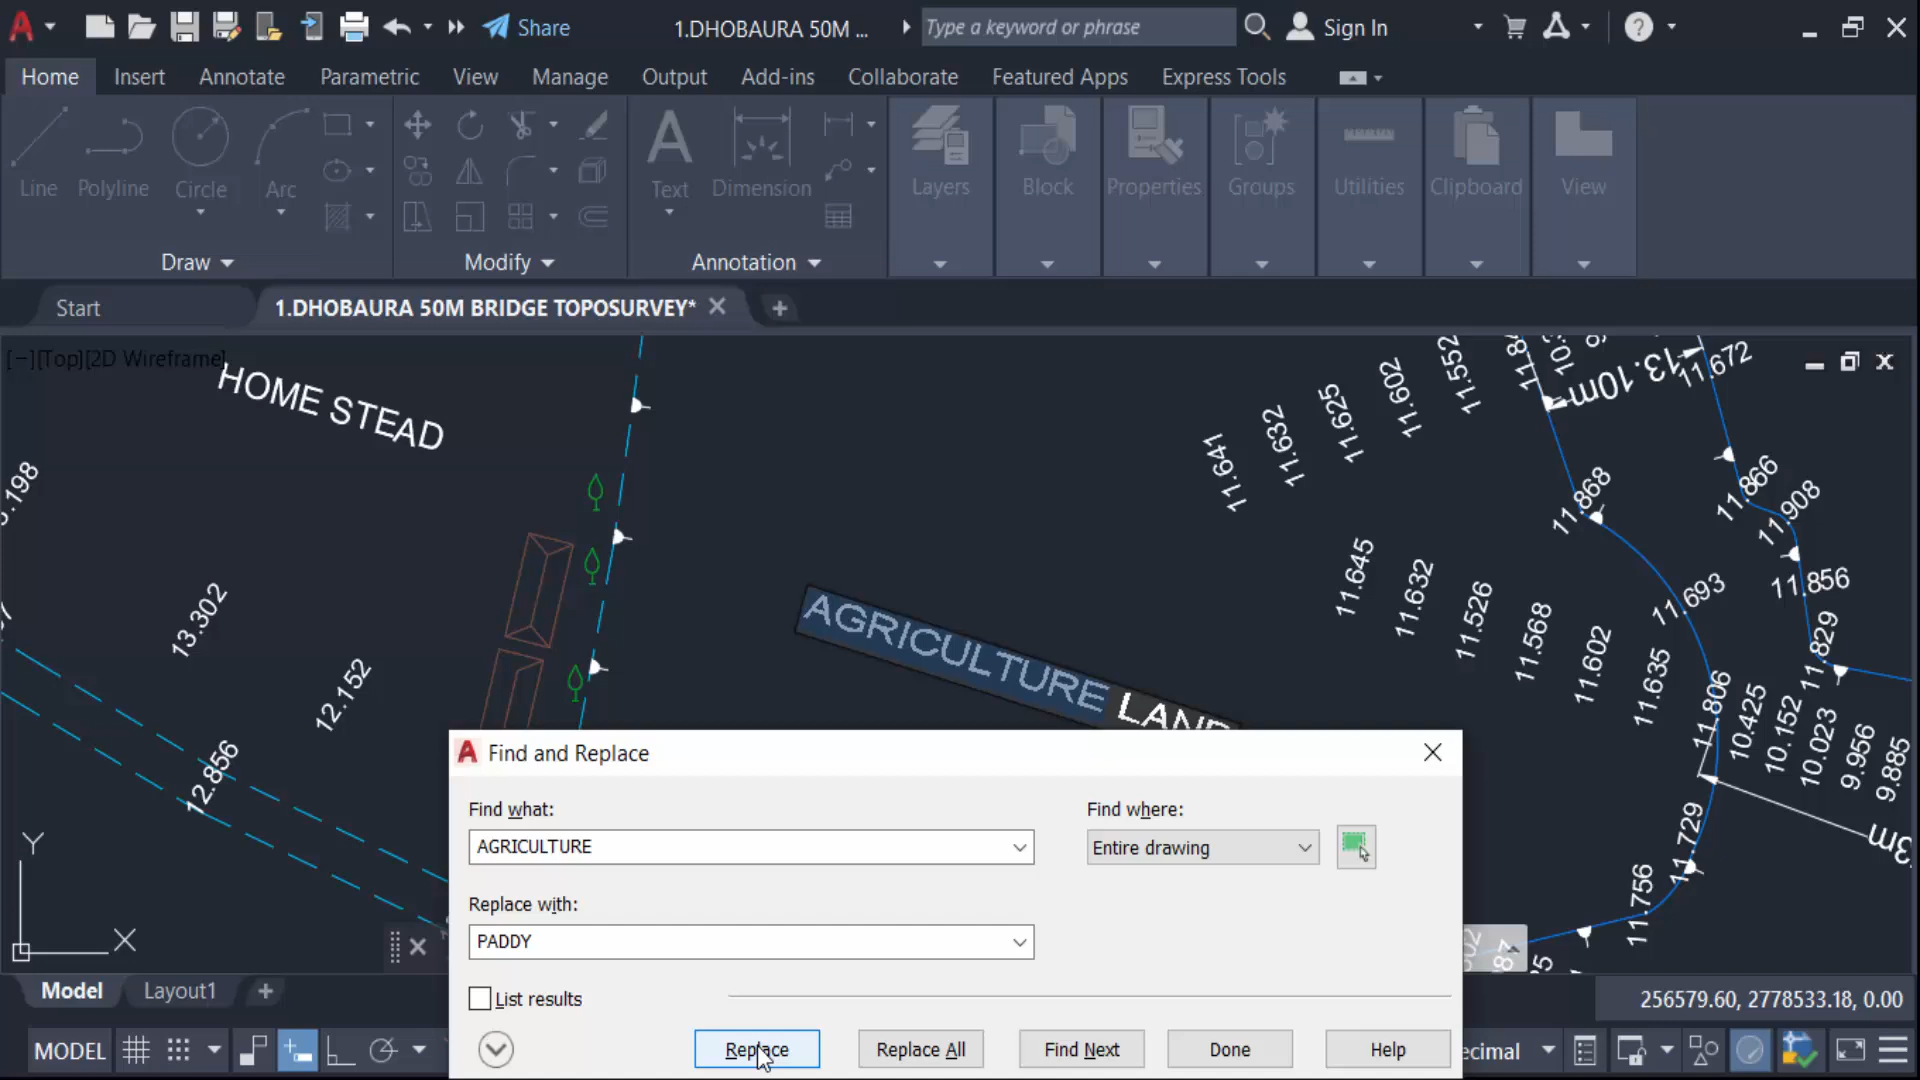 Share
1.DHOBAURA 50M ...
Type a keyword or phrase
Sign In
Home Insert Annotate Parametric View Manage Output Add-ins Collaborate Featured Apps Express Tools
Line Polyline Circle Arc
Text Dimension
Layers Block Properties Groups Utilities Clipboard View
Draw Modify Annotation
Start 1.DHOBAURA 50M BRIDGE TOPOSURVEY*
[−][Top][2D Wireframe]
HOME STEAD
13.302
12.152
12.856
AGRICULTURE LAND
11.641
11.632
11.625
11.602
11.552
13.10m
11.672
11.868
11.866
11.908
11.856
11.645
11.632
11.526
11.568
11.602
11.635
11.693
11.829
11.806
10.425
10.152
10.023
9.956
9.885
11.729
11.756
Y
X
Find and Replace
Find what:
AGRICULTURE
Find where:
Entire drawing
Replace with:
PADDY
List results
Replace Replace All Find Next Done Help
Model Layout1
256579.60, 2778533.18, 0.00
MODEL
ecimal